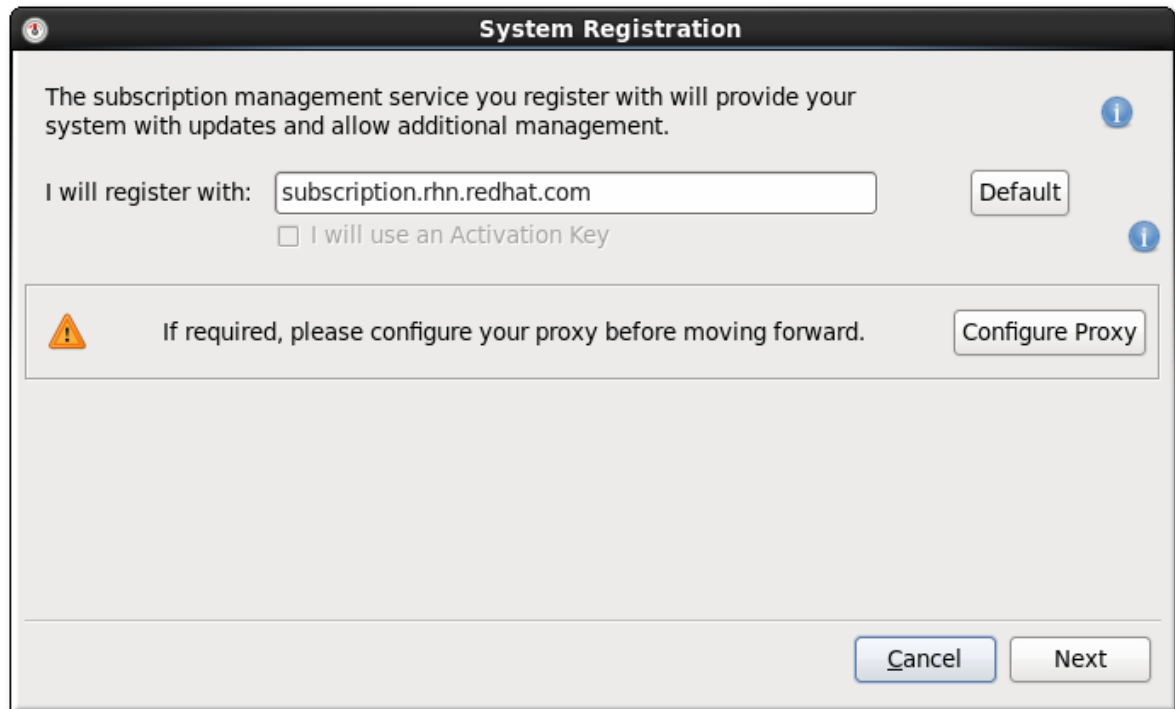 System Registration
The subscription management service you register with will provide your
system with updates and allow additional management.
I will register with: subscription.rhn.redhat.com Default
I will use an Activation Key
If required, please configure your proxy before moving forward. Configure Proxy
Cancel Next